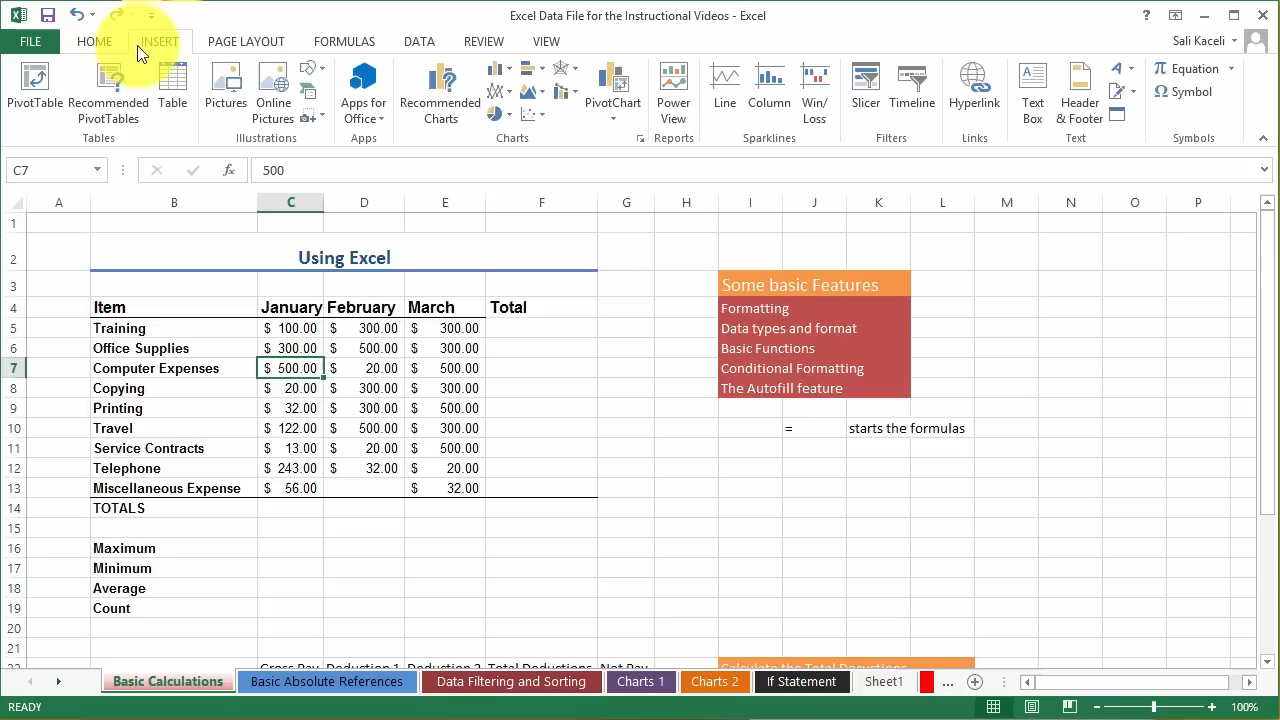 Excel Data File for the Instructional Videos - Excel
?
FILE HOME INSERT PAGE LAYOUT FORMULAS DATA REVIEW VIEW Sali Kaceli
PivotTable Recommended PivotTables Table Pictures Online Pictures Apps for Office Recommended Charts PivotChart Power View Line Column Win/Loss Slicer Timeline Hyperlink Text Box Header & Footer Equation Symbol
Tables Illustrations Apps Charts Reports Sparklines Filters Links Text Symbols
C7 fx 500
A B C D E F G H I J K L M N O P
1
2 Using Excel
3 Some basic Features
4 Item January February March Total Formatting
5 Training $ 100.00 $ 300.00 $ 300.00 Data types and format
6 Office Supplies $ 300.00 $ 500.00 $ 300.00 Basic Functions
7 Computer Expenses $ 500.00 $ 20.00 $ 500.00 Conditional Formatting
8 Copying $ 20.00 $ 300.00 $ 300.00 The Autofill feature
9 Printing $ 32.00 $ 300.00 $ 500.00
10 Travel $ 122.00 $ 500.00 $ 300.00 = starts the formulas
11 Service Contracts $ 13.00 $ 20.00 $ 500.00
12 Telephone $ 243.00 $ 32.00 $ 20.00
13 Miscellaneous Expense $ 56.00 $ 32.00
14 TOTALS
15
16 Maximum
17 Minimum
18 Average
19 Count
20
21
22 Gross Pay Deduction 1 Deduction 2 Total Deductions Net Pay Calculate the Total Deductions
Basic Calculations Basic Absolute References Data Filtering and Sorting Charts 1 Charts 2 If Statement Sheet1 ...
READY 100%